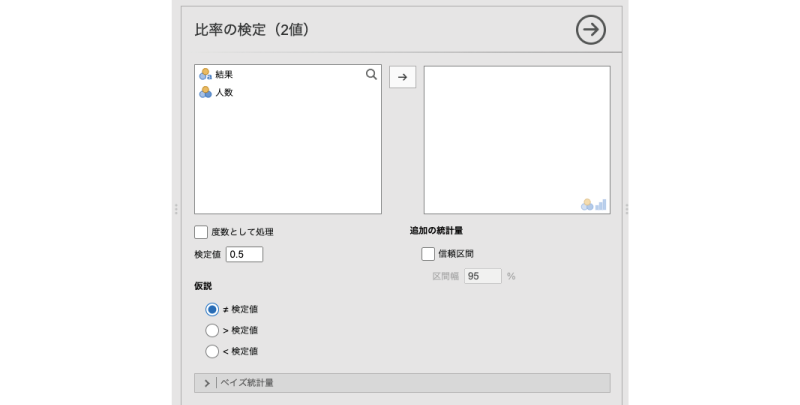 比率の検定（2値）
結果
人数
度数として処理
検定値 0.5
仮説
≠ 検定値
> 検定値
< 検定値
追加の統計量
信頼区間
区間幅 95 %
ベイズ統計量